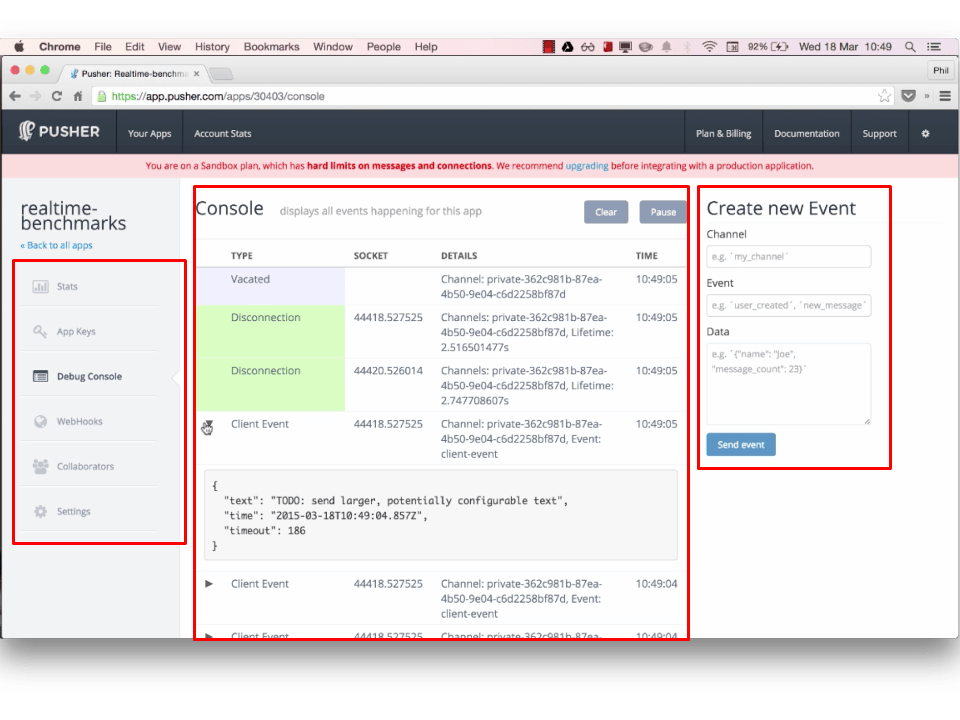 Chrome File Edit View History Bookmarks Window People Help 92% Wed 18 Mar 10:49
Pusher: Realtime-benchma × Phil
https://app.pusher.com/apps/30403/console
PUSHER Your Apps Account Stats Plan & Billing Documentation Support
You are on a Sandbox plan, which has hard limits on messages and connections. We recommend upgrading before integrating with a production application.
realtime-
benchmarks
« Back to all apps
Stats
App Keys
Debug Console
WebHooks
Collaborators
Settings
Console displays all events happening for this app Clear Pause
TYPE SOCKET DETAILS TIME
Vacated Channel: private-362c981b-87ea- 10:49:05
4b50-9e04-c6d2258bf87d
Disconnection 44418.527525 Channels: private-362c981b-87ea- 10:49:05
4b50-9e04-c6d2258bf87d, Lifetime:
2.516501477s
Disconnection 44420.526014 Channels: private-362c981b-87ea- 10:49:05
4b50-9e04-c6d2258bf87d, Lifetime:
2.747708607s
Client Event 44418.527525 Channel: private-362c981b-87ea- 10:49:05
4b50-9e04-c6d2258bf87d, Event:
client-event
{
"text": "TODO: send larger, potentially configurable text",
"time": "2015-03-18T10:49:04.857Z",
"timeout": 186
}
Client Event 44418.527525 Channel: private-362c981b-87ea- 10:49:04
4b50-9e04-c6d2258bf87d, Event:
client-event
Client Event 44418.527525 Channel: private-362c981b-87ea- 10:49:04
Create new Event
Channel
e.g. `my_channel`
Event
e.g. `user_created`, `new_message`
Data
e.g. `{"name": "Joe",
"message_count": 23}`
Send event